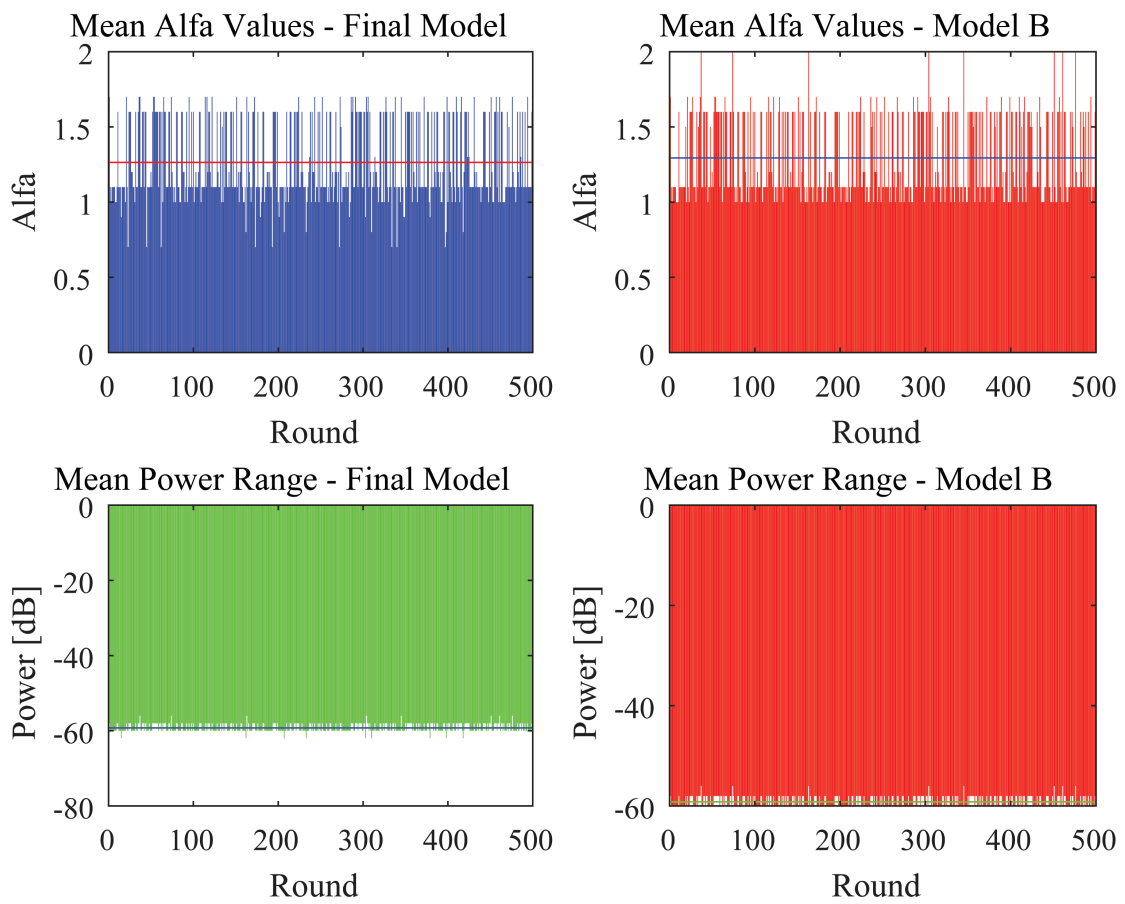 Mean Alfa Values - Final Model
Mean Alfa Values - Model B
2
1.5
1
0.5
0
Alfa
0 100 200 300 400 500
Round
2
1.5
1
0.5
0
Alfa
0 100 200 300 400 500
Round
Mean Power Range - Final Model
Mean Power Range - Model B
0
-20
-40
-60
-80
Power [dB]
0 100 200 300 400 500
Round
0
-20
-40
-60
Power [dB]
0 100 200 300 400 500
Round